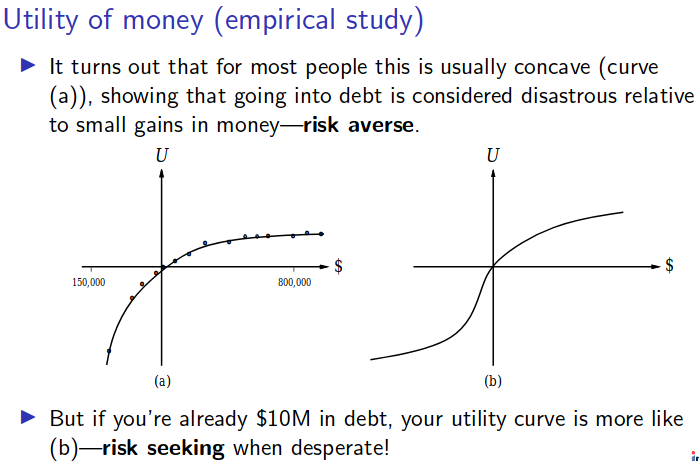 Utility of money (empirical study)
▶ It turns out that for most people this is usually concave (curve
(a)), showing that going into debt is considered disastrous relative
to small gains in money—risk averse.
U
U
$
$
150,000
800,000
(a)
(b)
▶ But if you're already $10M in debt, your utility curve is more like
(b)—risk seeking when desperate!